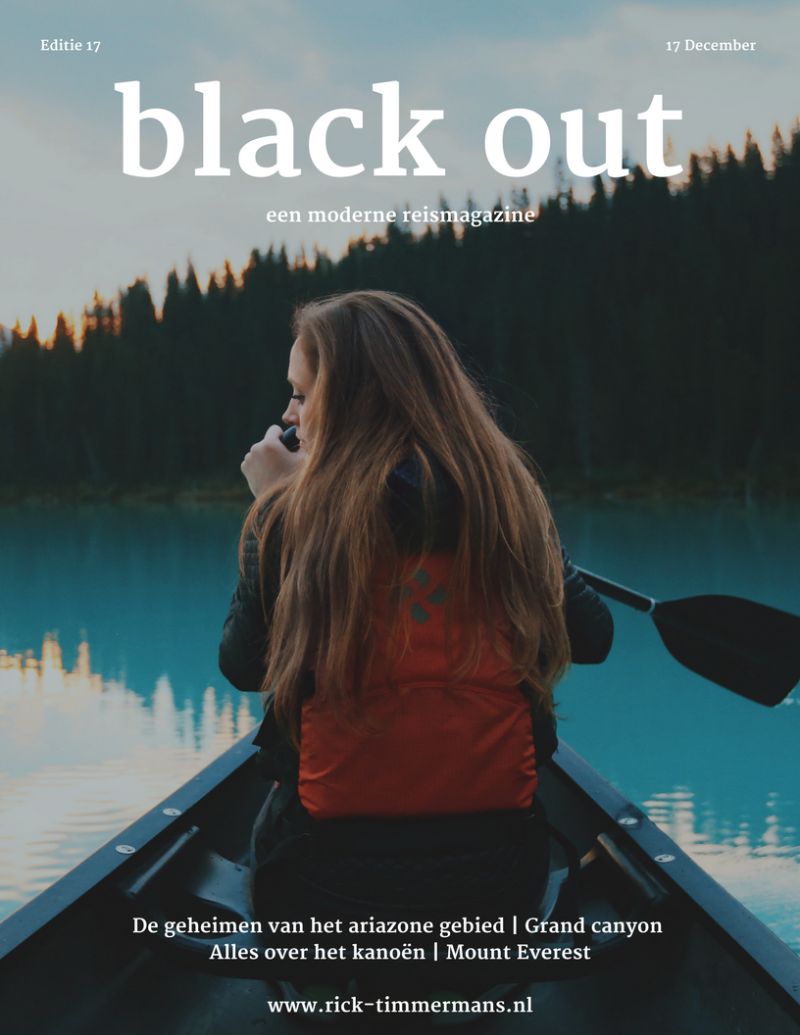 Editie 17
17 December
black out
een moderne reismagazine
De geheimen van het ariazone gebied | Grand canyon
Alles over het kanoën | Mount Everest
www.rick-timmermans.nl